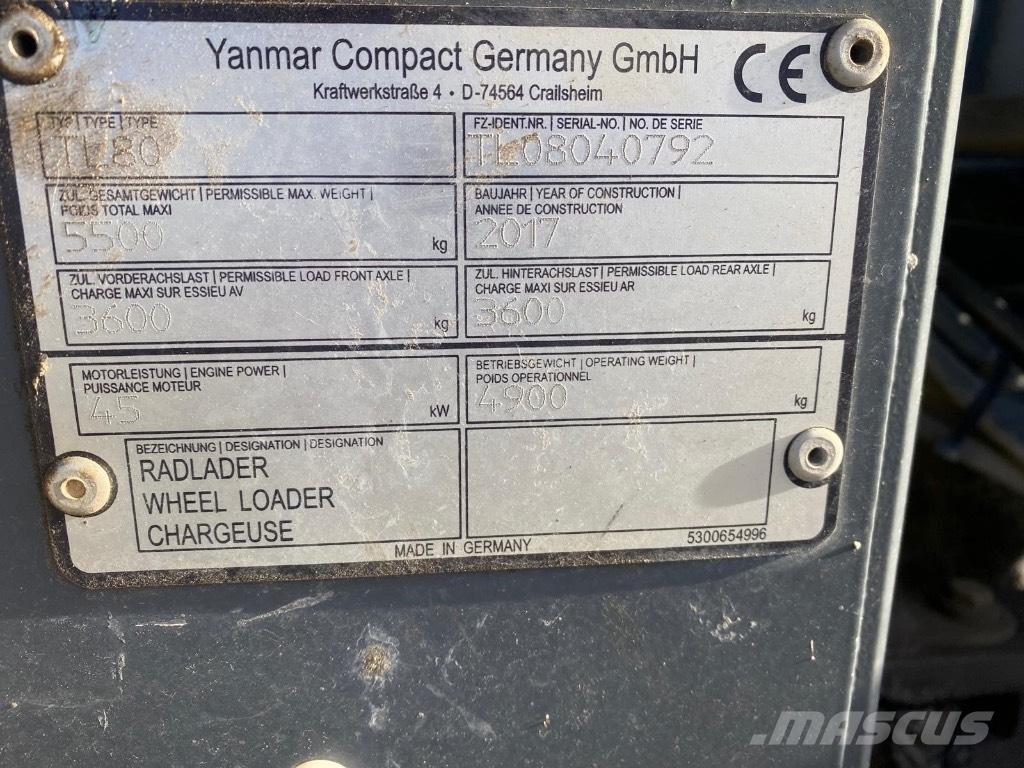 Yanmar Compact Germany GmbH
Kraftwerkstraße 4 • D-74564 Crailsheim
CE
TYP | TYPE | TYPE
TL80
FZ-IDENT.NR. | SERIAL-NO. | NO. DE SERIE
TL08040792
ZUL. GESAMTGEWICHT | PERMISSIBLE MAX. WEIGHT |
POIDS TOTAL MAXI
5500 kg
BAUJAHR | YEAR OF CONSTRUCTION |
ANNEE DE CONSTRUCTION
2017
ZUL. VORDERACHSLAST | PERMISSIBLE LOAD FRONT AXLE |
CHARGE MAXI SUR ESSIEU AV
3600 kg
ZUL. HINTERACHSLAST | PERMISSIBLE LOAD REAR AXLE |
CHARGE MAXI SUR ESSIEU AR
3600 kg
MOTORLEISTUNG | ENGINE POWER |
PUISSANCE MOTEUR
45 kW
BETRIEBSGEWICHT | OPERATING WEIGHT |
POIDS OPERATIONNEL
4900 kg
BEZEICHNUNG | DESIGNATION | DESIGNATION
RADLADER
WHEEL LOADER
CHARGEUSE
MADE IN GERMANY
5300654996
MASCUS